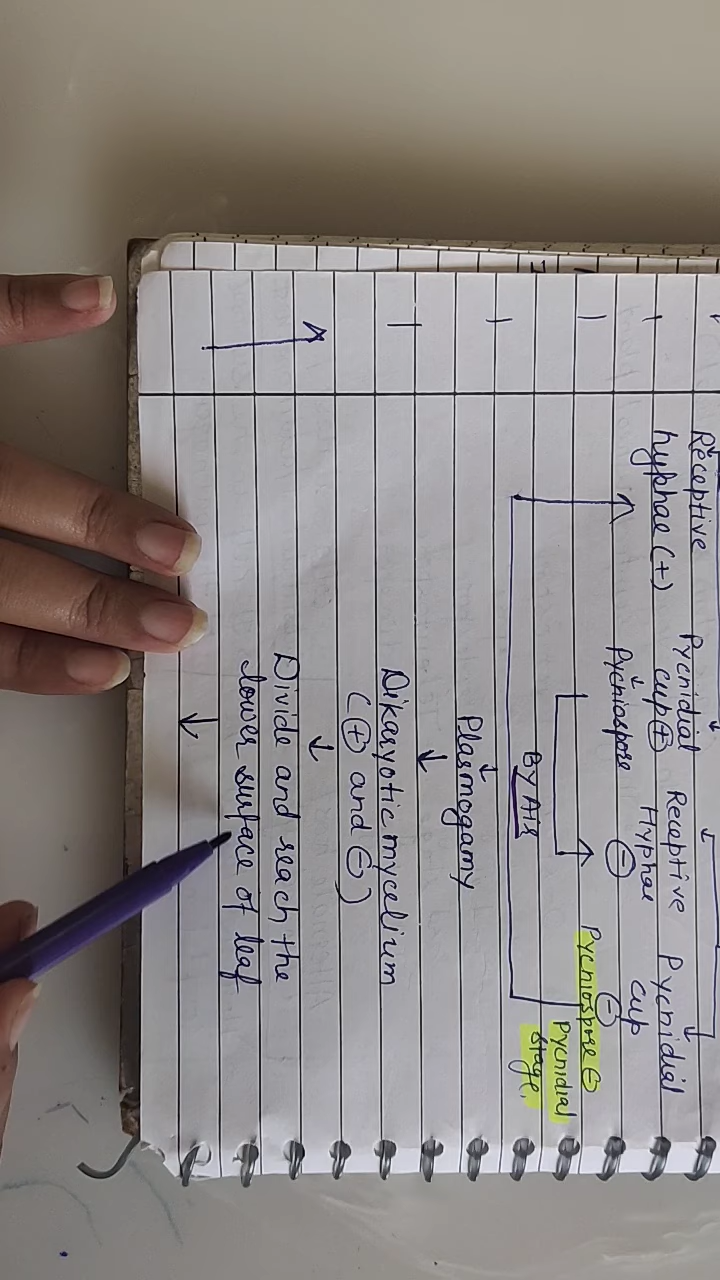 Receptive
hyphae (+)
Pycnidial
cup (+)
Receptive
Hyphae
(-)
Pycnidial
cup
(-)
Pycniospore
Pycniospore (-)
Pycnidial
Stage.
By Air
Plasmogamy
Dikaryotic mycelium
((+) and (-))
Divide and reach the
lower surface of leaf